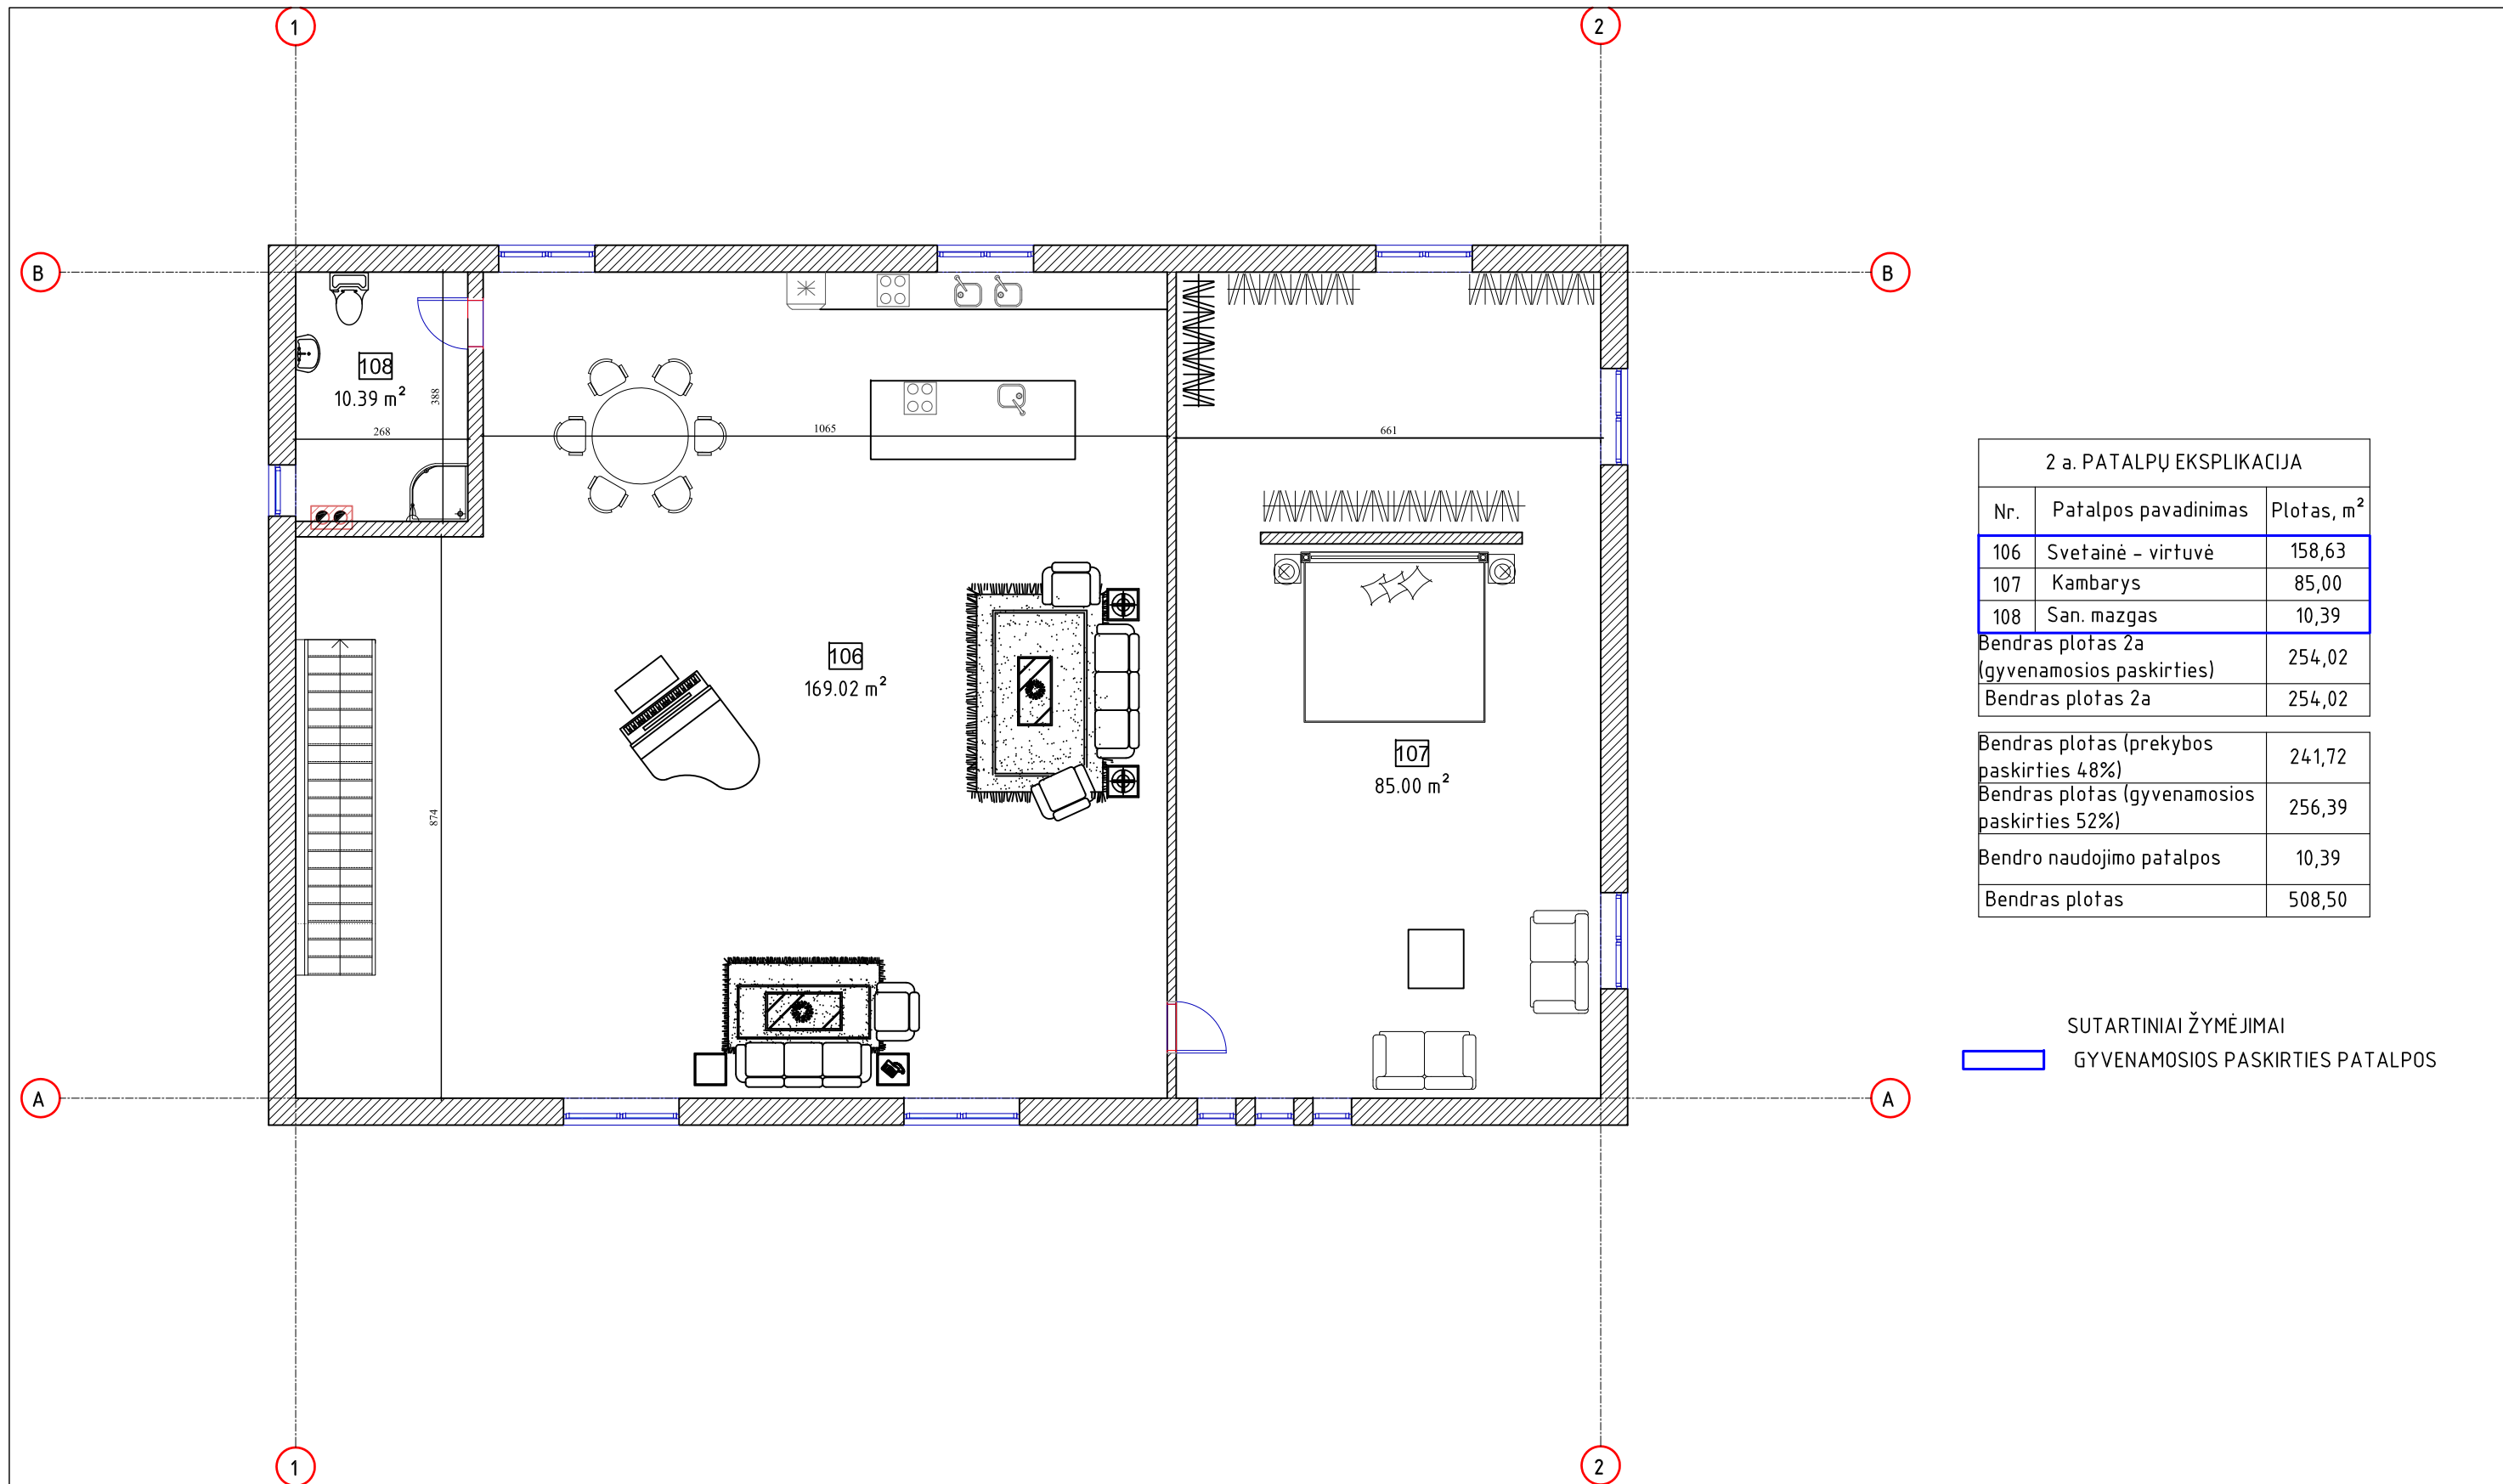 1
2
B
B
108
10.39 m²
388
268
1065
661
2 a. PATALPŲ EKSPLIKACIJA
Nr. Patalpos pavadinimas Plotas, m²
106 Svetainė - virtuvė 158,63
107 Kambarys 85,00
108 San. mazgas 10,39
Bendras plotas 2a
(gyvenamosios paskirties) 254,02
Bendras plotas 2a 254,02
106
169.02 m²
107
85.00 m²
874
Bendras plotas (prekybos
paskirties 48%) 241,72
Bendras plotas (gyvenamosios
paskirties 52%) 256,39
Bendro naudojimo patalpos 10,39
Bendras plotas 508,50
SUTARTINIAI ŽYMĖJIMAI
GYVENAMOSIOS PASKIRTIES PATALPOS
A
A
1
2